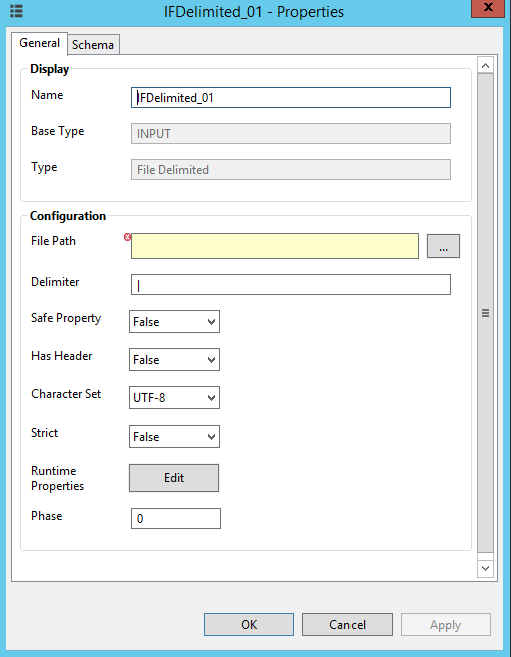 IFDelimited_01 - Properties
X
General
Schema
Display
Name
IFDelimited_01
Base Type
INPUT
Type
File Delimited
Configuration
File Path
...
Delimiter
|
Safe Property
False
Has Header
False
Character Set
UTF-8
Strict
False
Runtime
Properties
Edit
Phase
0
OK
Cancel
Apply